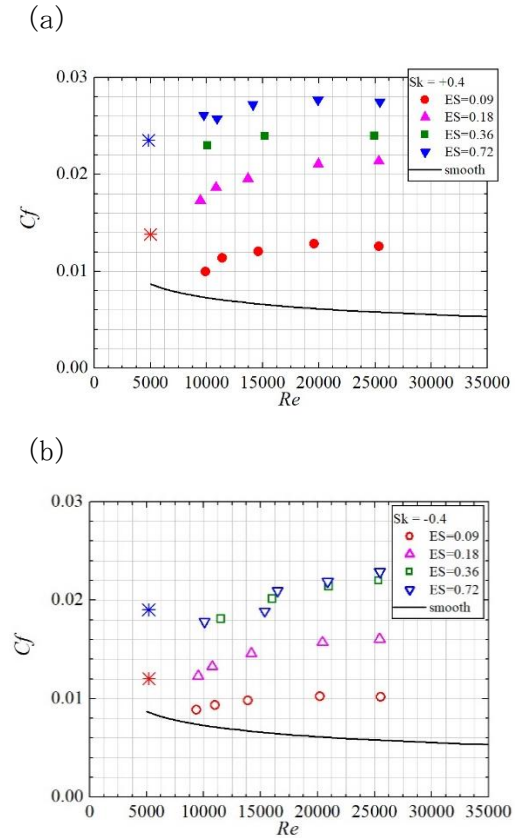 (a)
Sk = +0.4
ES=0.09
ES=0.18
ES=0.36
ES=0.72
smooth
0.03
0.02
0.01
0.00
Cf
0 5000 10000 15000 20000 25000 30000 35000
Re
(b)
Sk = -0.4
ES=0.09
ES=0.18
ES=0.36
ES=0.72
smooth
0.03
0.02
0.01
0.00
Cf
0 5000 10000 15000 20000 25000 30000 35000
Re